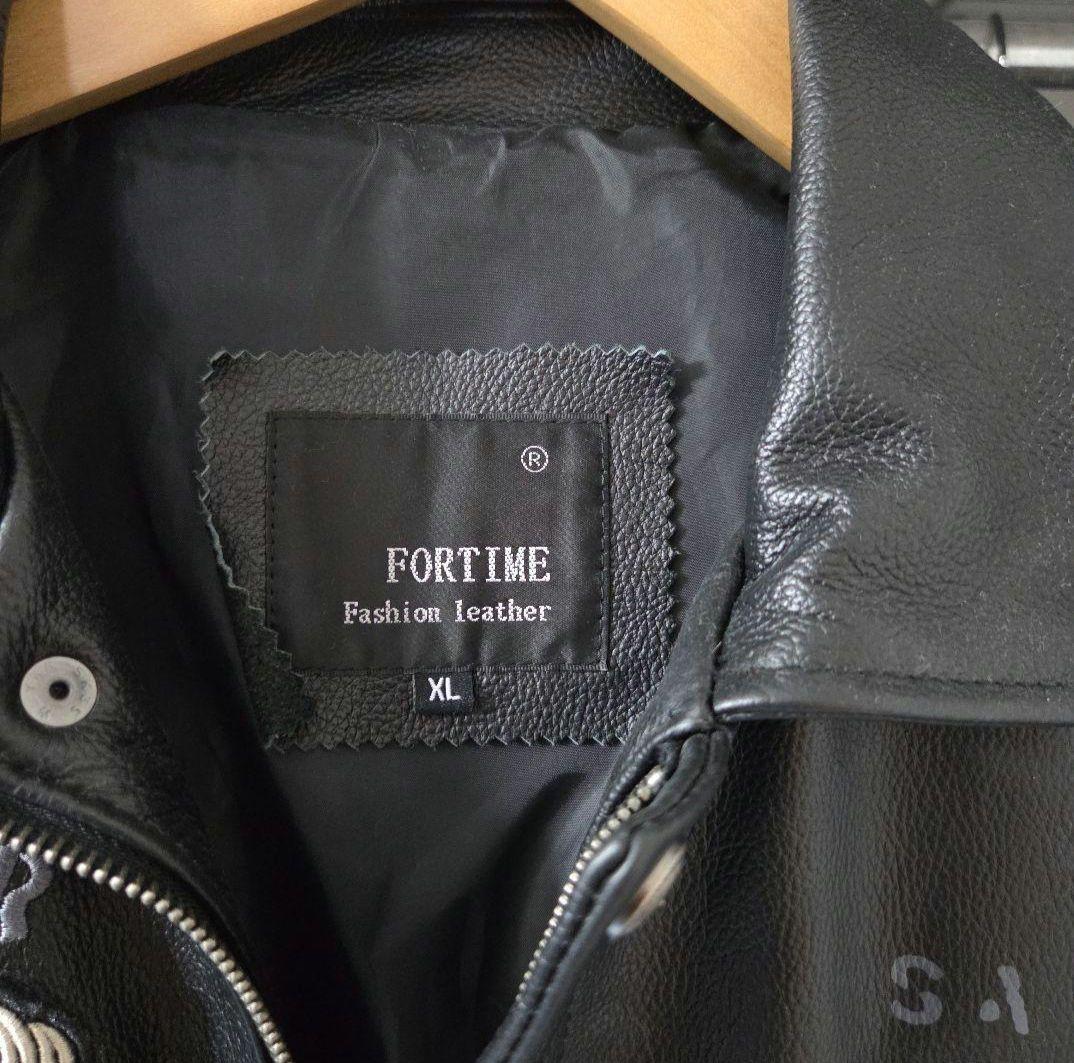 ®
FORTIME
Fashion leather
XL
R
S A